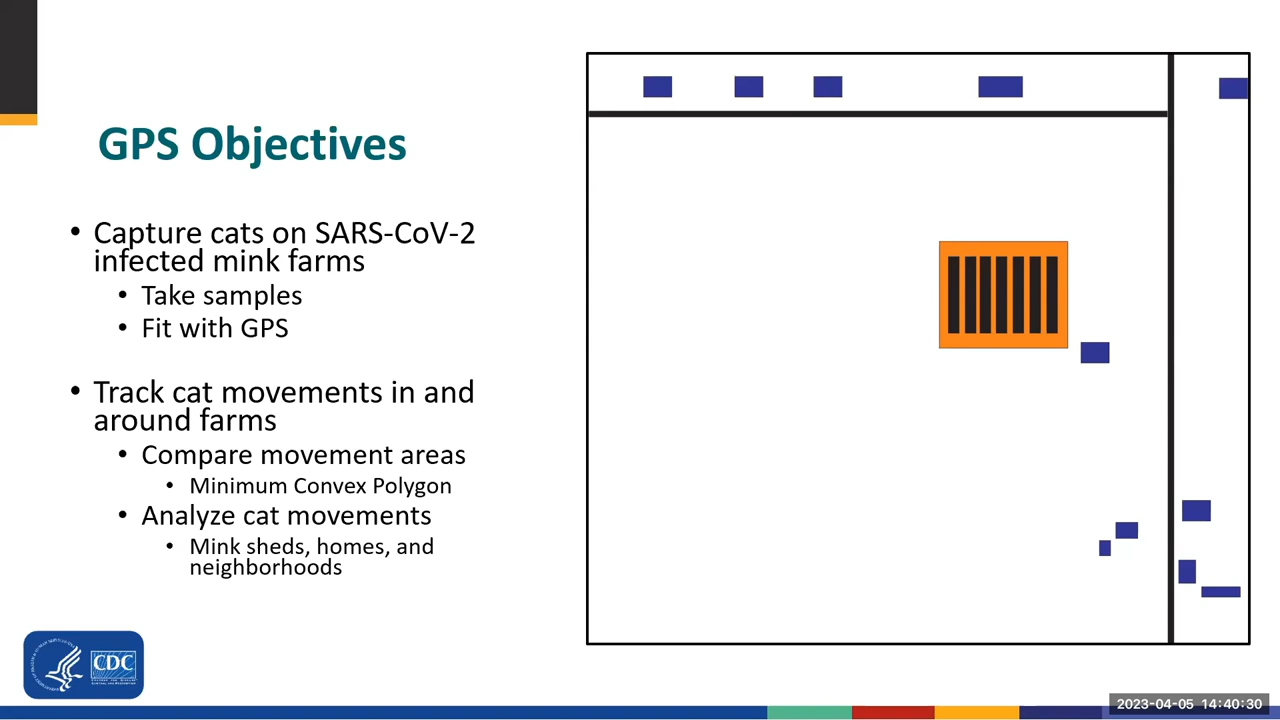 GPS Objectives
• Capture cats on SARS-CoV-2
infected mink farms
• Take samples
• Fit with GPS
• Track cat movements in and
around farms
• Compare movement areas
• Minimum Convex Polygon
• Analyze cat movements
• Mink sheds, homes, and
neighborhoods
CDC
2023-04-05 14:40:30